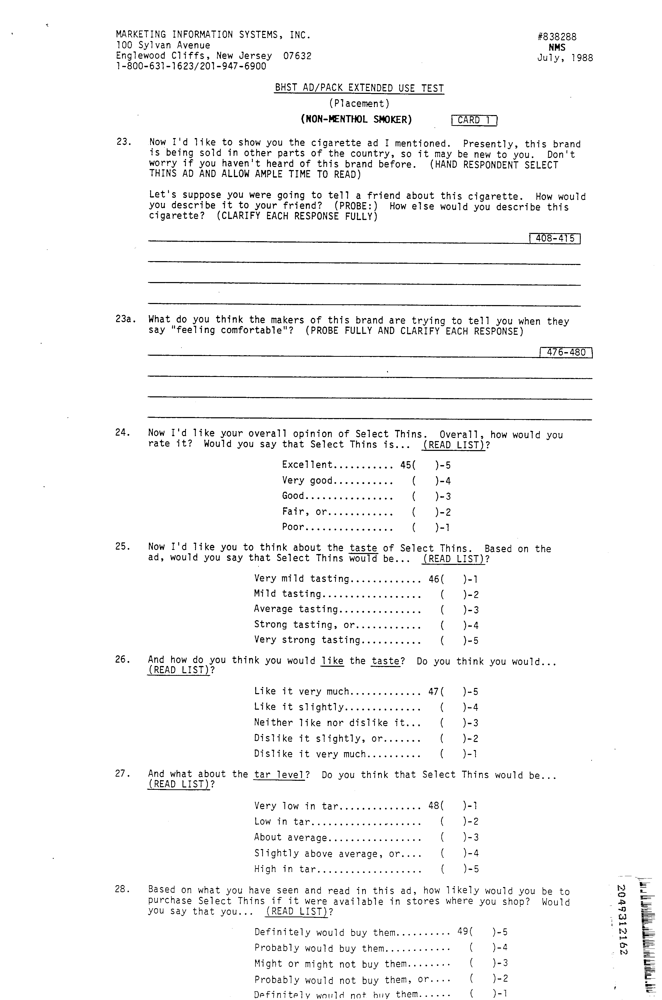 MARKETING INFORMATION SYSTEMS, INC. #838288
100 Sylvan Avenue NMS
Englewood Cliffs, New Jersey 07632 July, 1988
1-800-631-1623/201-947-6900
BHST AD/PACK EXTENDED USE TEST
(Placement)
(NON-MENTHOL SMOKER) CARD 1
23. Now I'd like to show you the cigarette ad I mentioned. Presently, this brand
is being sold in other parts of the country, so it may be new to you. Don't
worry if you haven't heard of this brand before. (HAND RESPONDENT SELECT
THINS AD AND ALLOW AMPLE TIME TO READ)
Let's suppose you were going to tell a friend about this cigarette. How would
you describe it to your friend? (PROBE:) How else would you describe this
cigarette? (CLARIFY EACH RESPONSE FULLY)
408-415
23a. What do you think the makers of this brand are trying to tell you when they
say "feeling comfortable"? (PROBE FULLY AND CLARIFY EACH RESPONSE)
476-480
24. Now I'd like your overall opinion of Select Thins. Overall, how would you
rate it? Would you say that Select Thins is... (READ LIST)?
Excellent........... 45( )-5
Very good.......... ( )-4
Good............... ( )-3
Fair, or........... ( )-2
Poor............... ( )-1
25. Now I'd like you to think about the taste of Select Thins. Based on the
ad, would you say that Select Thins would be... (READ LIST)?
Very mild tasting............ 46( )-1
Mild tasting................. ( )-2
Average tasting.............. ( )-3
Strong tasting, or........... ( )-4
Very strong tasting.......... ( )-5
26. And how do you think you would like the taste? Do you think you would...
(READ LIST)?
Like it very much............ 47( )-5
Like it slightly............. ( )-4
Neither like nor dislike it... ( )-3
Dislike it slightly, or....... ( )-2
Dislike it very much.......... ( )-1
27. And what about the tar level? Do you think that Select Thins would be...
(READ LIST)?
Very low in tar.............. 48( )-1
Low in tar................... ( )-2
About average................ ( )-3
Slightly above average, or.... ( )-4
High in tar.................. ( )-5
28. Based on what you have seen and read in this ad, how likely would you be to
purchase Select Thins if it were available in stores where you shop? Would
you say that you... (READ LIST)?
Definitely would buy them......... 49( )-5
Probably would buy them........... ( )-4
Might or might not buy them....... ( )-3
Probably would not buy them, or.... ( )-2
Definitely would not buy them...... ( )-1
2049312162